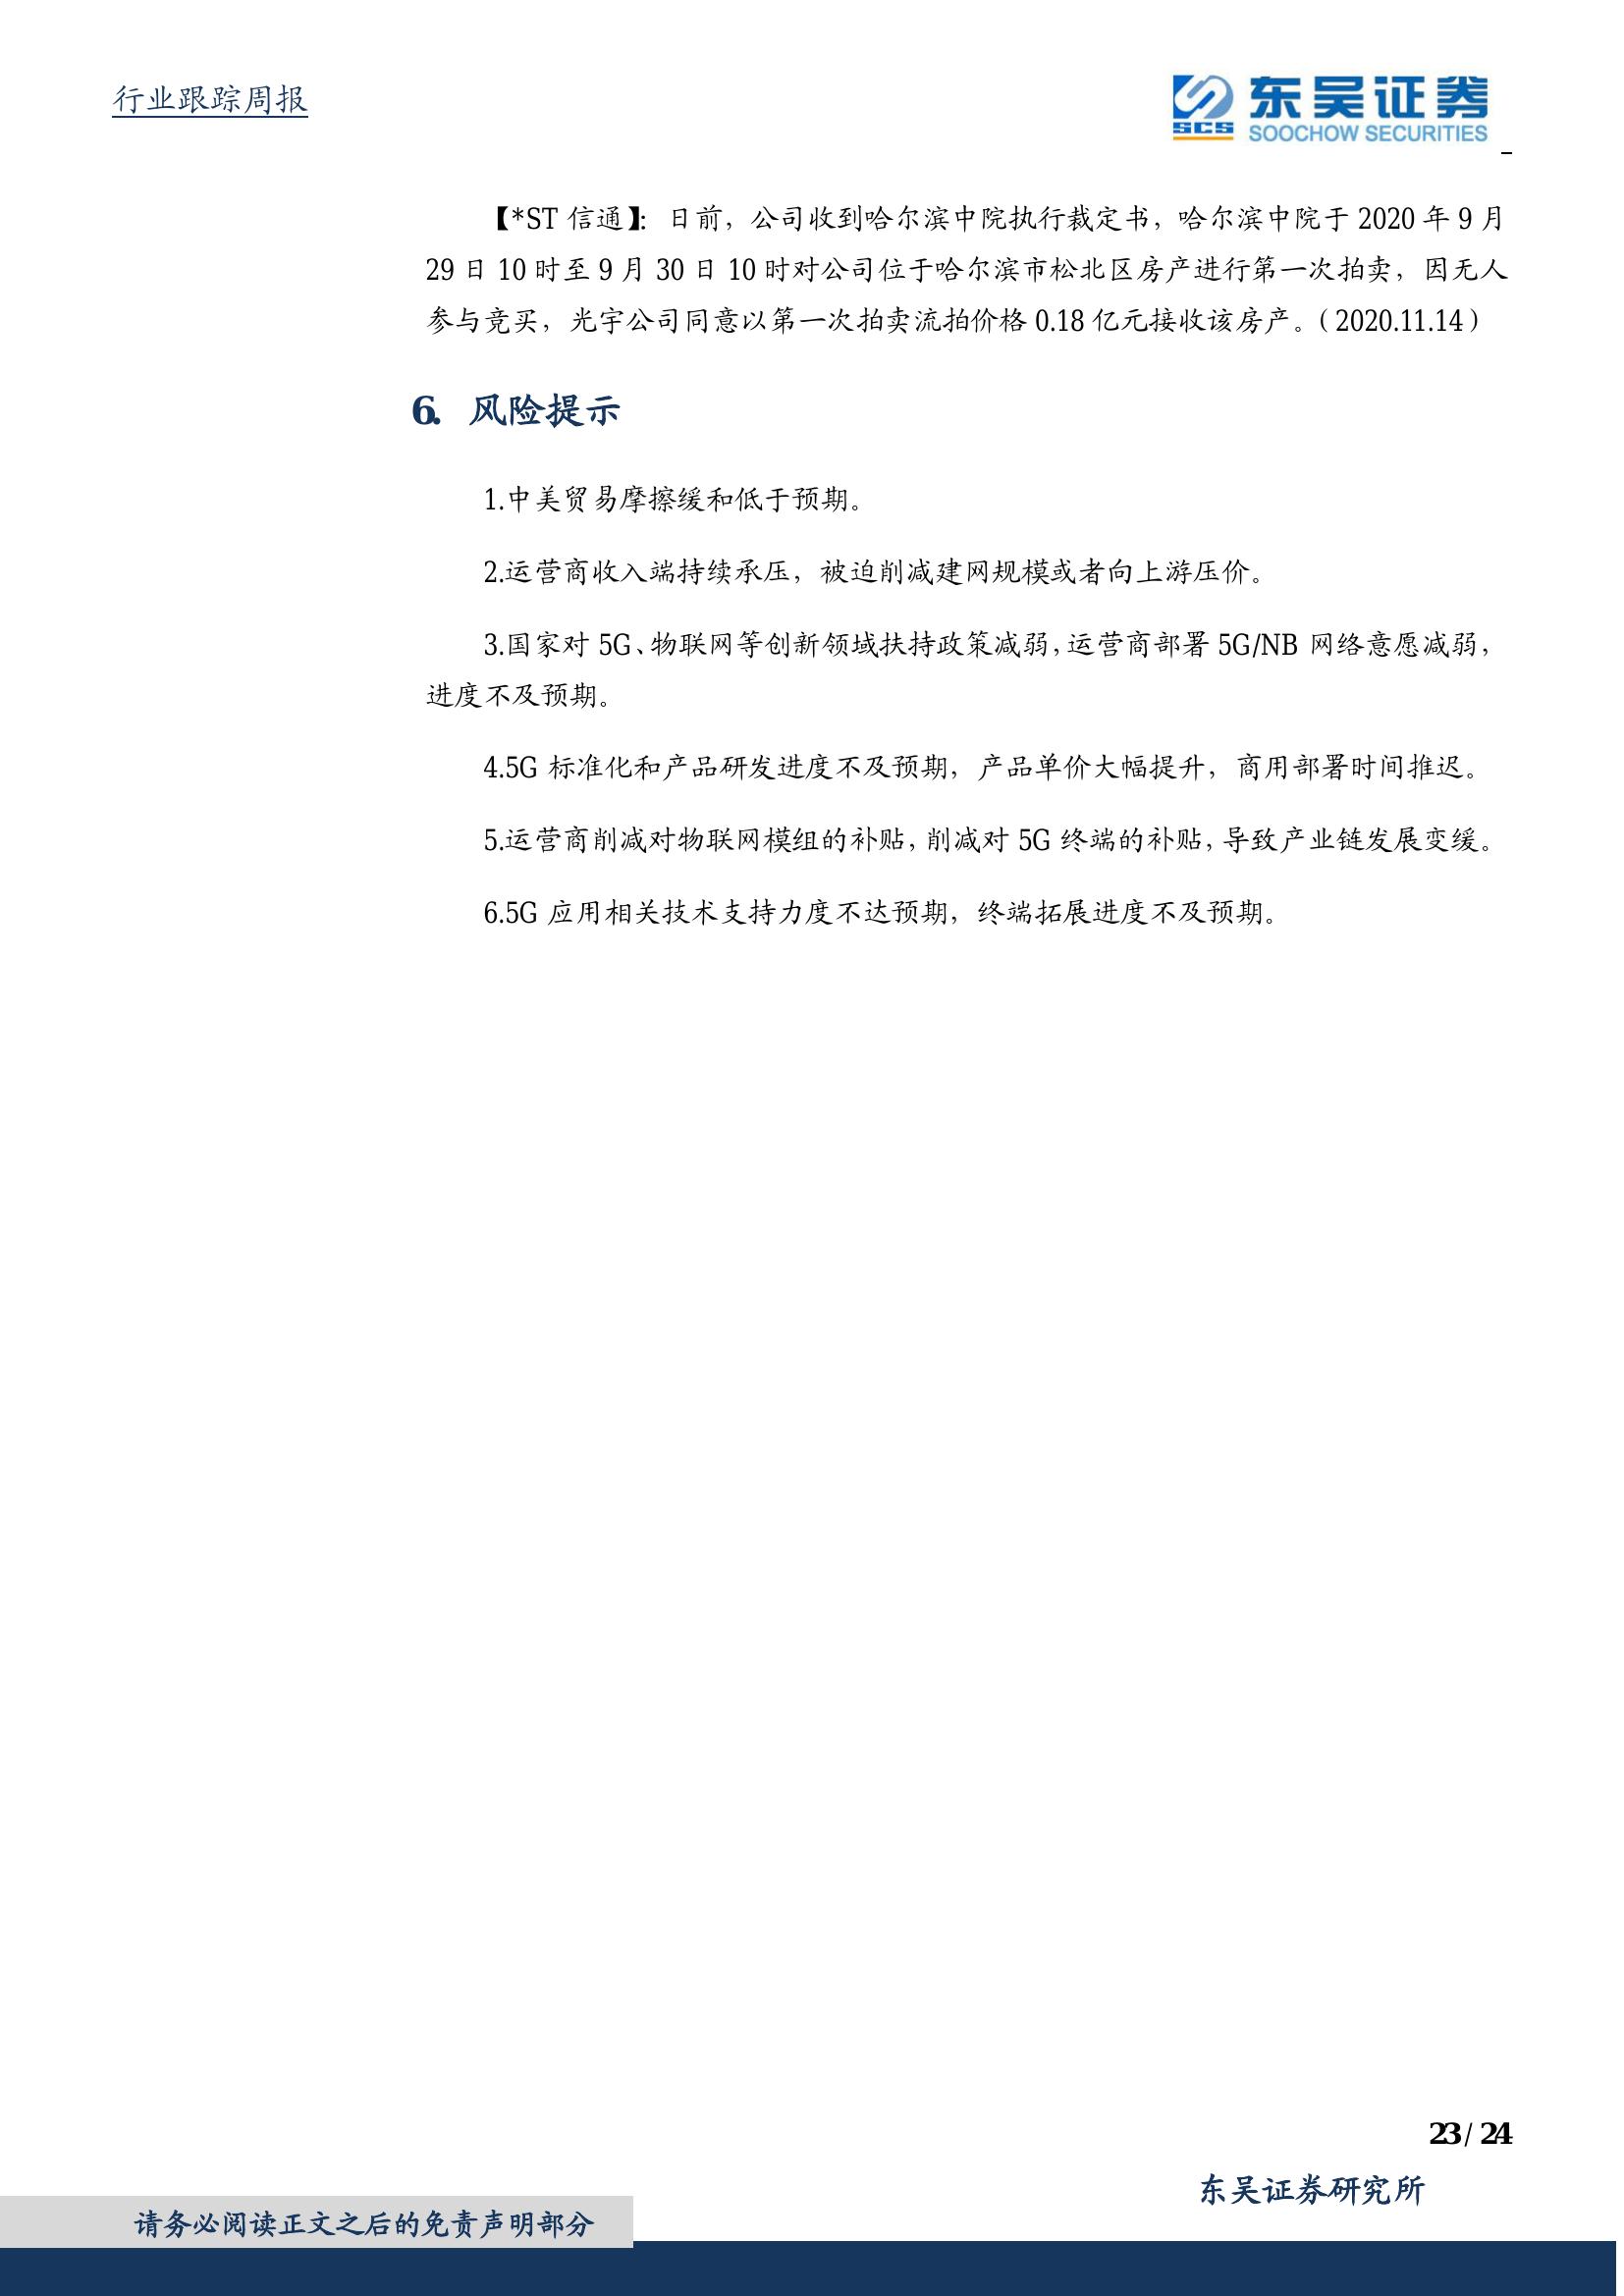 行业跟踪周报
SCS
东吴证券
SOOCHOW SECURITIES
【*ST 信通】：日前，公司收到哈尔滨中院执行裁定书，哈尔滨中院于 2020 年 9 月
29 日 10 时至 9 月 30 日 10 时对公司位于哈尔滨市松北区房产进行第一次拍卖，因无人
参与竞买，光宇公司同意以第一次拍卖流拍价格 0.18 亿元接收该房产。（2020.11.14）
6. 风险提示
1.中美贸易摩擦缓和低于预期。
2.运营商收入端持续承压，被迫削减建网规模或者向上游压价。
3.国家对 5G、物联网等创新领域扶持政策减弱，运营商部署 5G/NB 网络意愿减弱，
进度不及预期。
4.5G 标准化和产品研发进度不及预期，产品单价大幅提升，商用部署时间推迟。
5.运营商削减对物联网模组的补贴，削减对 5G 终端的补贴，导致产业链发展变缓。
6.5G 应用相关技术支持力度不达预期，终端拓展进度不及预期。
23 / 24
东吴证券研究所
请务必阅读正文之后的免责声明部分